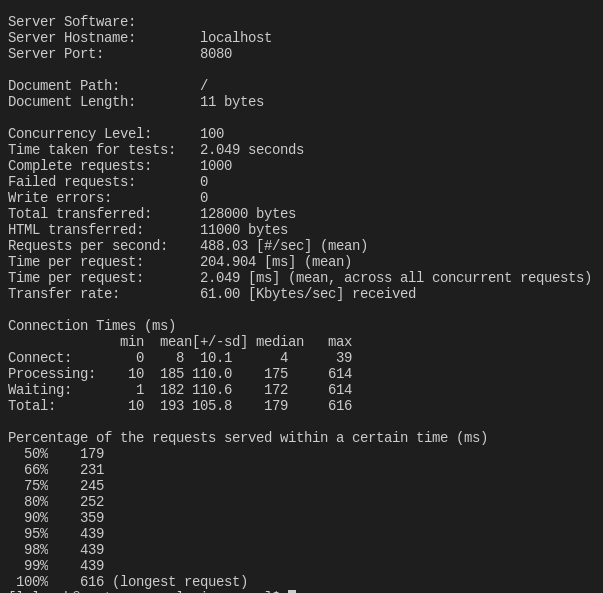 Server Software:
Server Hostname:        localhost
Server Port:            8080
Document Path:          /
Document Length:        11 bytes
Concurrency Level:      100
Time taken for tests:   2.049 seconds
Complete requests:      1000
Failed requests:        0
Write errors:           0
Total transferred:      128000 bytes
HTML transferred:       11000 bytes
Requests per second:    488.03 [#/sec] (mean)
Time per request:       204.904 [ms] (mean)
Time per request:       2.049 [ms] (mean, across all concurrent requests)
Transfer rate:          61.00 [Kbytes/sec] received
Connection Times (ms)
              min  mean[+/-sd] median   max
Connect:        0    8  10.1      4      39
Processing:    10  185 110.0    175     614
Waiting:        1  182 110.6    172     614
Total:         10  193 105.8    179     616
Percentage of the requests served within a certain time (ms)
  50%    179
  66%    231
  75%    245
  80%    252
  90%    359
  95%    439
  98%    439
  99%    439
 100%    616 (longest request)